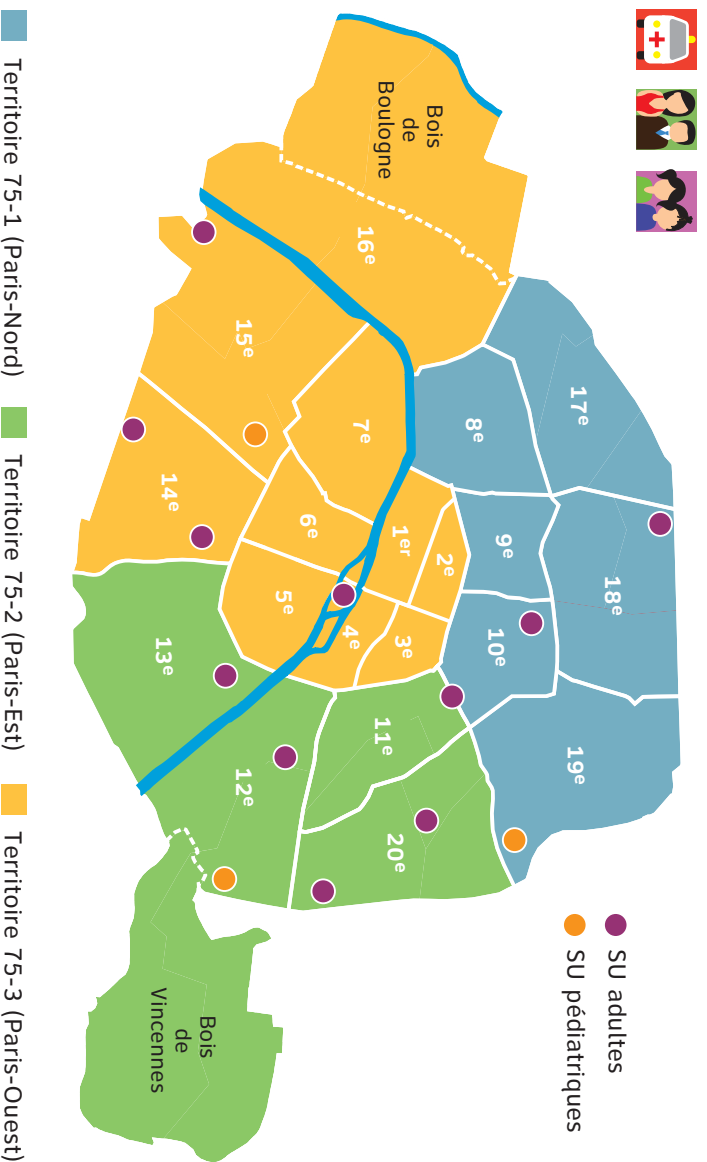 SU adultes
SU pédiatriques
Bois
de
Boulogne
16e
17e
18e
19e
8e
9e
10e
15e
7e
1er
2e
3e
4e
11e
20e
14e
6e
5e
13e
12e
Bois
de
Vincennes
Territoire 75-1 (Paris-Nord)
Territoire 75-2 (Paris-Est)
Territoire 75-3 (Paris-Ouest)